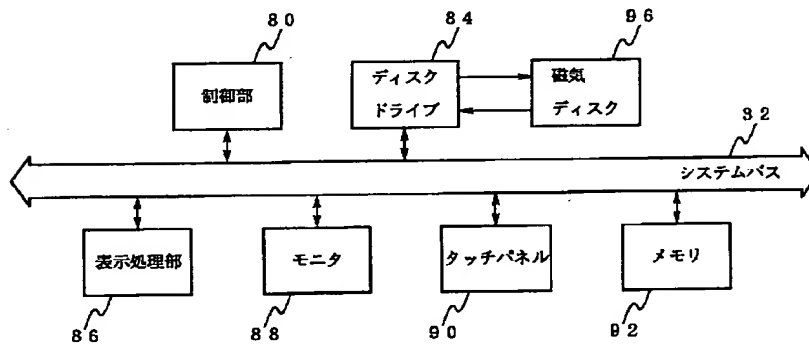 80
84
96
制御部
ディスク
ドライブ
磁気
ディスク
32
システムバス
表示処理部
モニタ
タッチパネル
メモリ
86
88
90
92